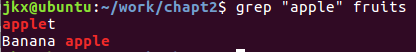 jkx@ubuntu:~/work/chapt2$ grep "apple" fruits
applet
Banana apple